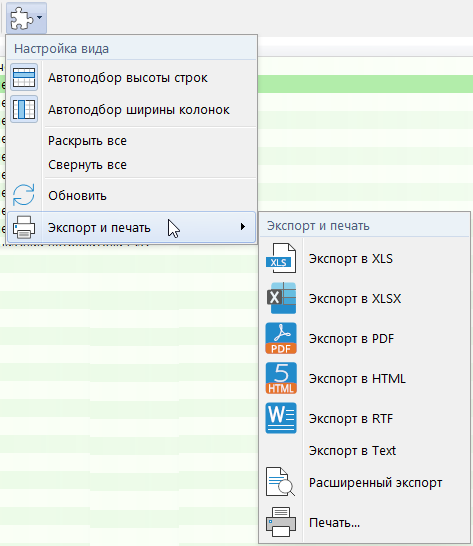 Настройка вида
Автоподбор высоты строк
Автоподбор ширины колонок
Раскрыть все
Свернуть все
Обновить
Экспорт и печать
Экспорт и печать
XLS
Экспорт в XLS
X
Экспорт в XLSX
PDF
Экспорт в PDF
5
HTML
Экспорт в HTML
W
Экспорт в RTF
Экспорт в Text
Расширенный экспорт
Печать...